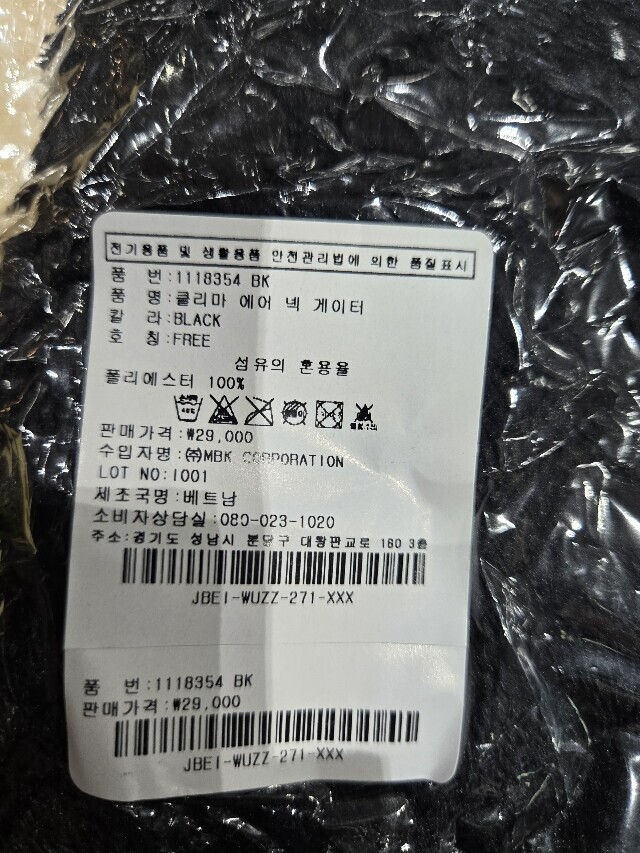 전기용품 및 생활용품 안전관리법에 의한 품질표시
품 번:1118354 BK
품 명:쿨리마 에어 넥 게이터
칼 라:BLACK
호 칭:FREE
섬유의 혼용율
폴리에스터 100%
판매가격:₩29,000
수입자명:㈜MBK CORPORATION
LOT NO:1001
제조국명:베트남
소비자상담실:080-023-1020
주소:경기도 성남시 분당구 대왕판교로 160 3층
JBEI-WUZZ-271-XXX
품 번:1118354 BK
판매가격:₩29,000
JBEI-WUZZ-271-XXX